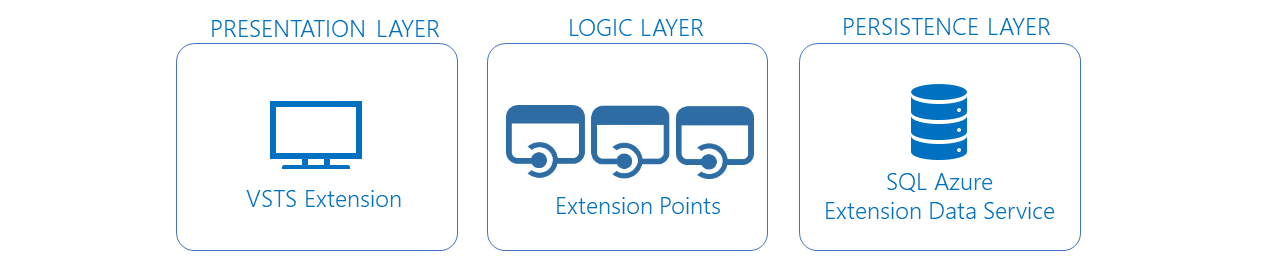 PRESENTATION LAYER
VSTS Extension
LOGIC LAYER
Extension Points
PERSISTENCE LAYER
SQL Azure
Extension Data Service